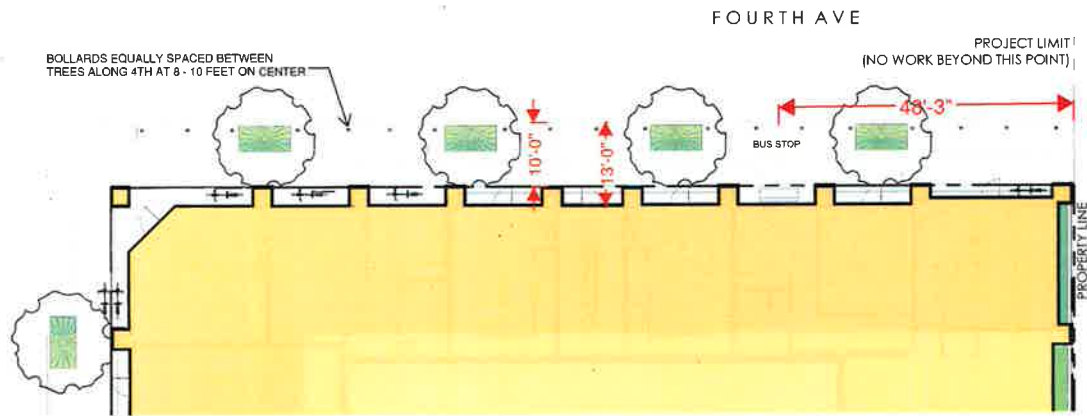 FOURTH AVE
PROJECT LIMIT
(NO WORK BEYOND THIS POINT)
BOLLARDS EQUALLY SPACED BETWEEN
TREES ALONG 4TH AT 8 - 10 FEET ON CENTER
48'-3"
10'-0"
13'-0"
BUS STOP
PROPERTY LINE